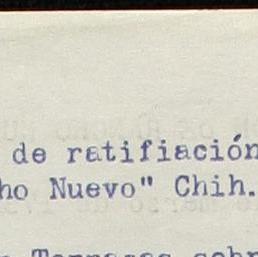 de ratifiación
ho Nuevo" Chih.